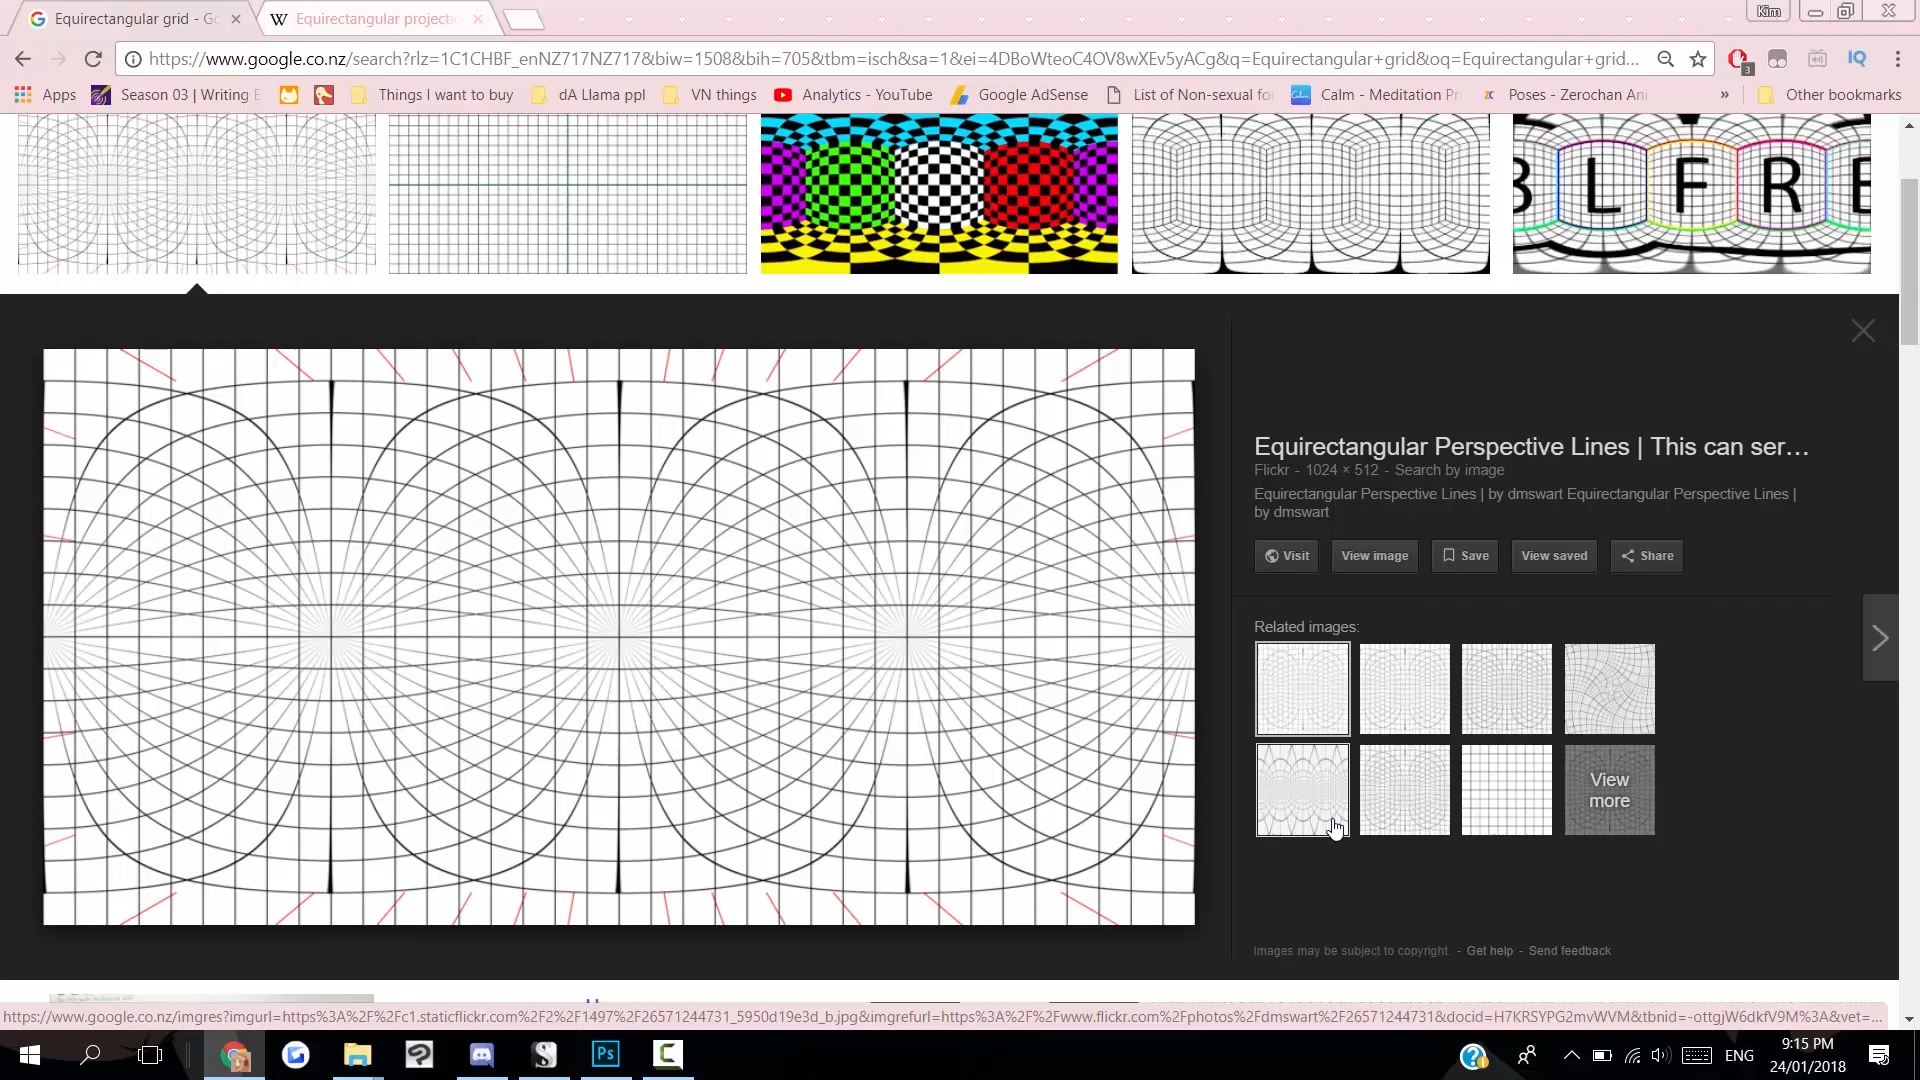 Equirectangular grid - Go
Equirectangular projecti
Kim
https://www.google.co.nz/search?rlz=1C1CHBF_enNZ717NZ717&biw=1508&bih=705&tbm=isch&sa=1&ei=4DBoWteoC4OV8wXEv5yACg&q=Equirectangular+grid&oq=Equirectangular+grid...
3
IQ
Apps
Season 03 | Writing E
Things I want to buy
dA Llama ppl
VN things
Analytics - YouTube
Google AdSense
List of Non-sexual fo
Calm - Meditation Pr
Poses - Zerochan Ani
»
Other bookmarks
B L F R E
Equirectangular Perspective Lines | This can ser...
Flickr - 1024 × 512 - Search by image
Equirectangular Perspective Lines | by dmswart Equirectangular Perspective Lines |
by dmswart
Visit
View image
Save
View saved
Share
Related images:
View
more
Images may be subject to copyright. - Get help - Send feedback
https://www.google.co.nz/imgres?imgurl=https%3A%2F%2Fc1.staticflickr.com%2F2%2F1497%2F26571244731_5950d19e3d_b.jpg&imgrefurl=https%3A%2F%2Fwww.flickr.com%2Fphotos%2Fdmswart%2F26571244731&docid=H7KRSYPG2mvWVM&tbnid=-ottgjW6dkfV9M%3A&vet=...
Ps
ENG
9:15 PM
24/01/2018